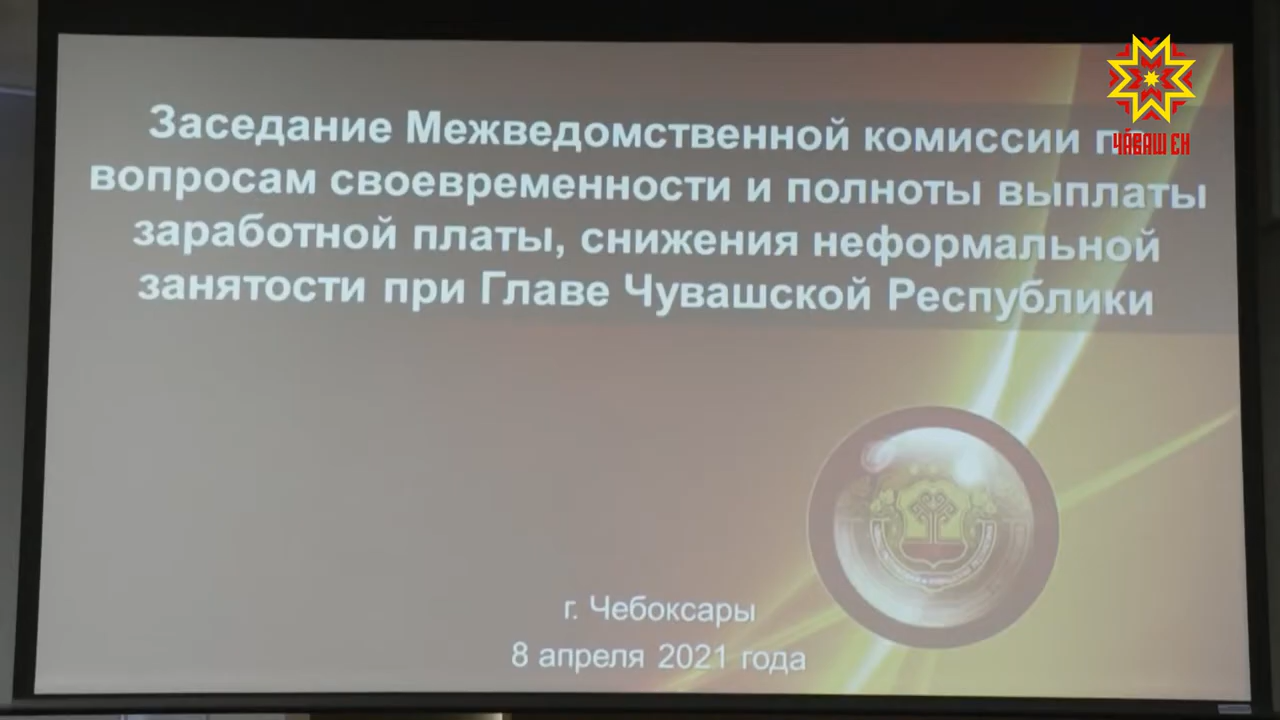 Заседание Межведомственной комиссии п
вопросам своевременности и полноты выплаты
заработной платы, снижения неформальной
занятости при Главе Чувашской Республики
г. Чебоксары
8 апреля 2021 года
ЧӐВАШ ЕН